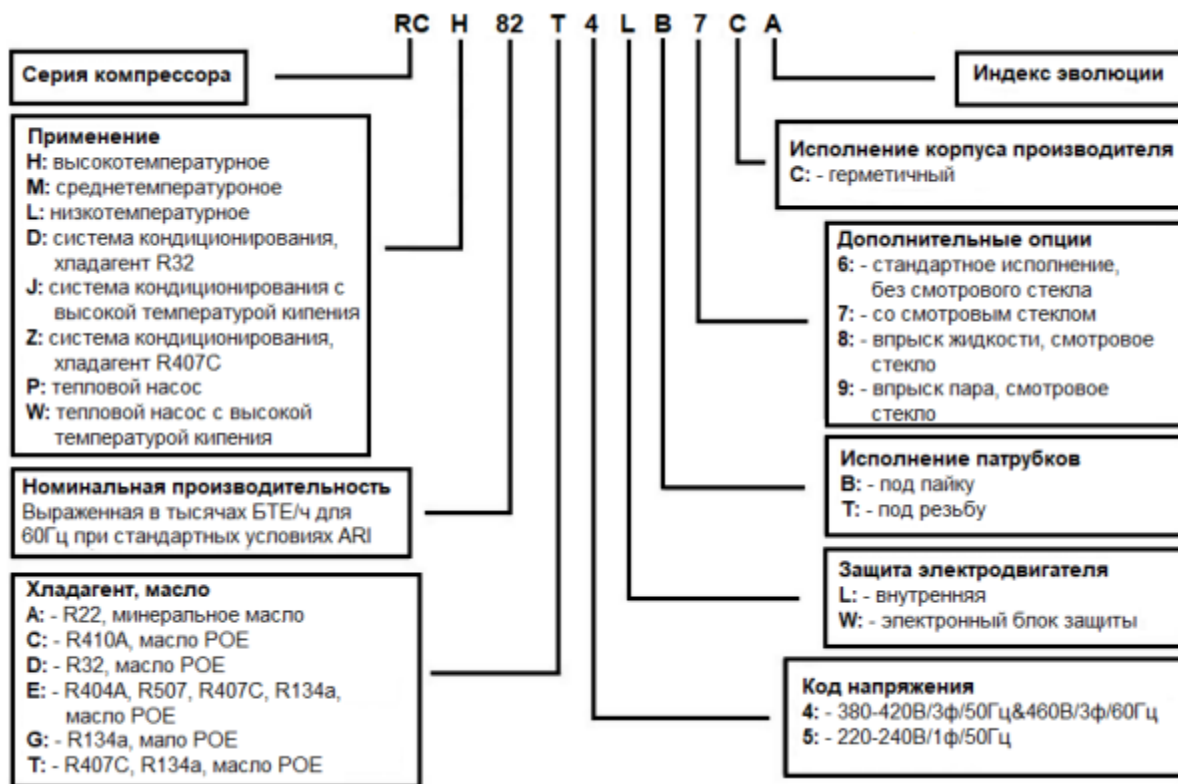 RC H 82 T 4 L B 7 C A
Серия компрессора
Применение
H: высокотемпературное
M: среднетемпературоное
L: низкотемпературное
D: система кондиционирования,
хладагент R32
J: система кондиционирования с
высокой температурой кипения
Z: система кондиционирования,
хладагент R407C
P: тепловой насос
W: тепловой насос с высокой
температурой кипения
Номинальная производительность
Выраженная в тысячах БТЕ/ч для
60Гц при стандартных условиях ARI
Хладагент, масло
A: - R22, минеральное масло
C: - R410A, масло POE
D: - R32, масло POE
E: - R404A, R507, R407C, R134a,
масло POE
G: - R134a, мапо POE
T: - R407C, R134a, масло POE
Индекс эволюции
Исполнение корпуса производителя
C: - герметичный
Дополнительные опции
6: - стандартное исполнение,
без смотрового стекла
7: - со смотровым стеклом
8: - впрыск жидкости, смотровое
стекло
9: - впрыск пара, смотровое
стекло
Исполнение патрубков
B: - под пайку
T: - под резьбу
Защита электродвигателя
L: - внутренняя
W: - электронный блок защиты
Код напряжения
4: - 380-420В/3ф/50Гц&460В/3ф/60Гц
5: - 220-240В/1ф/50Гц